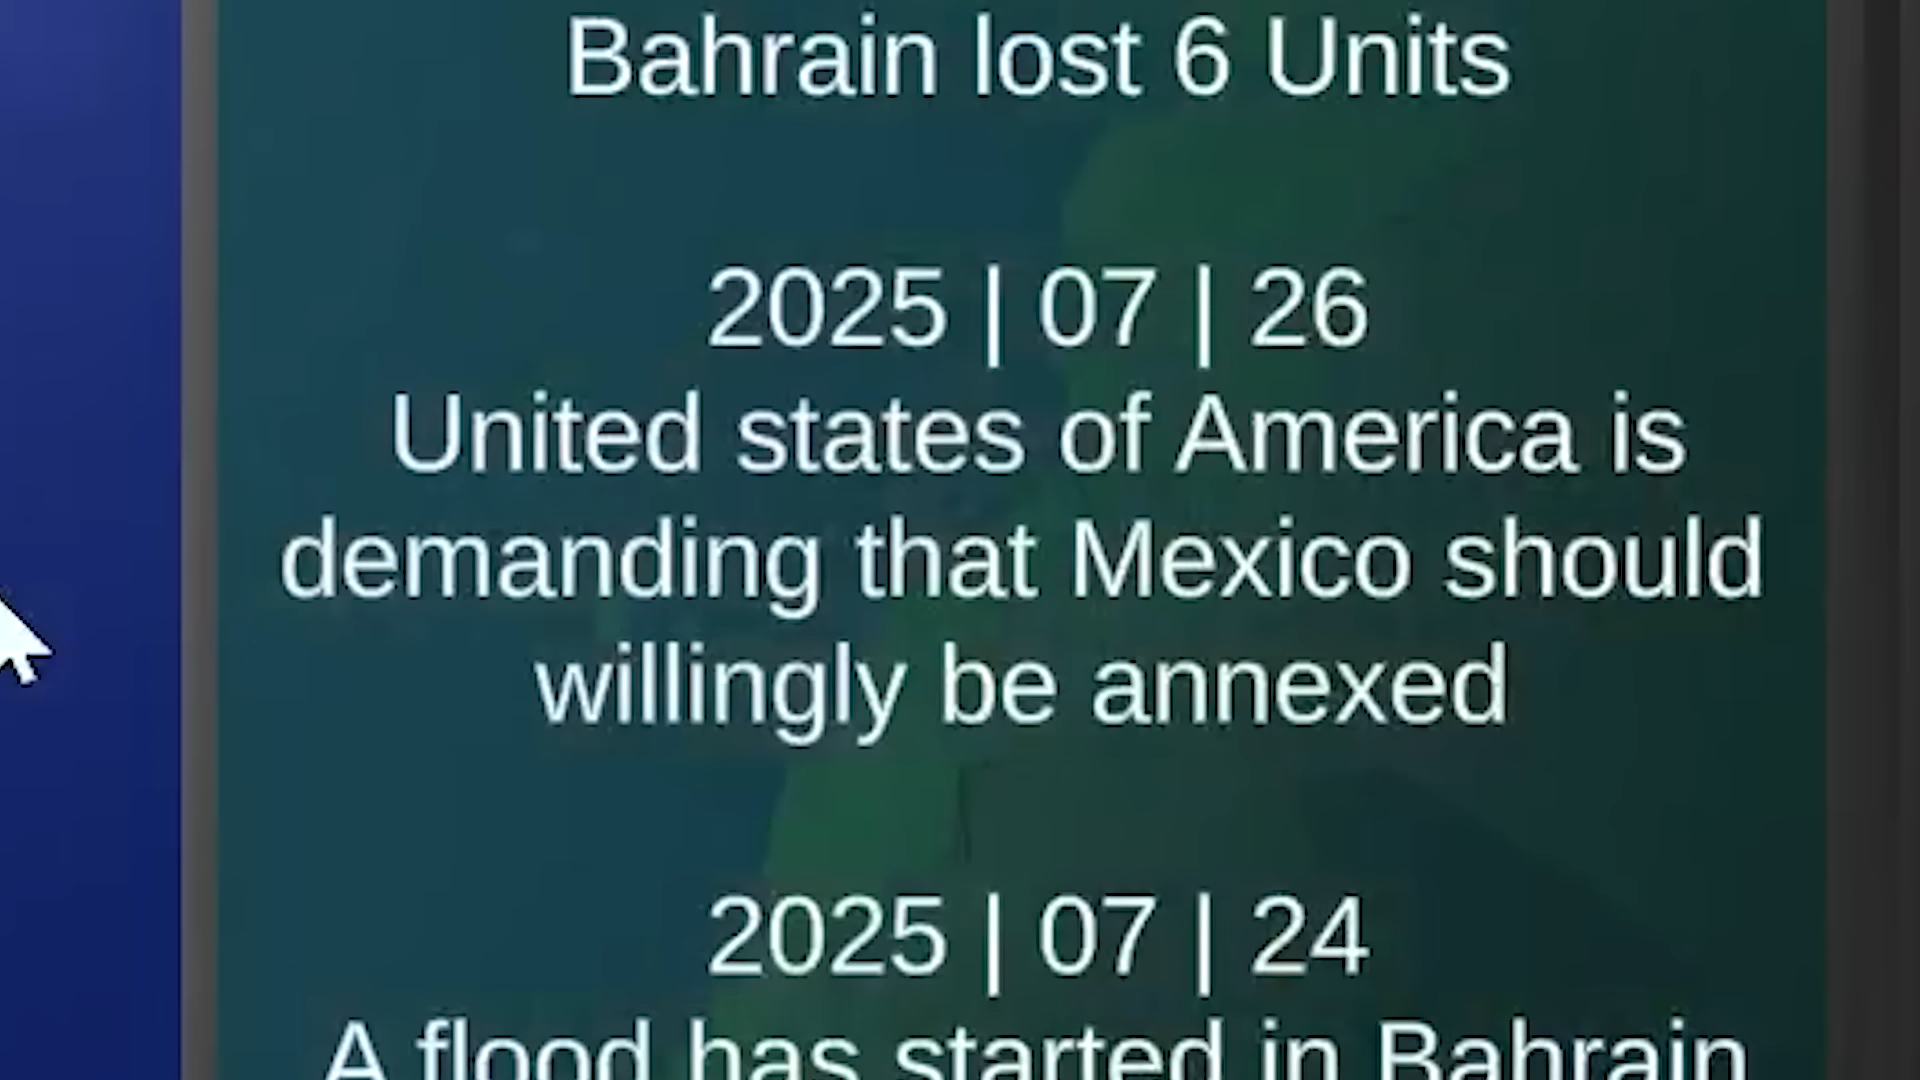 Bahrain lost 6 Units
2025 | 07 | 26
United states of America is
demanding that Mexico should
willingly be annexed
2025 | 07 | 24
A flood has started in Bahrain